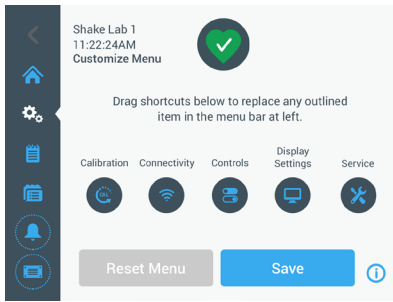 Shake Lab 1
11:22:24AM
Customize Menu
Drag shortcuts below to replace any outlined
item in the menu bar at left.
Calibration
Connectivity
Controls
Display
Settings
Service
CAL
Reset Menu
Save
i